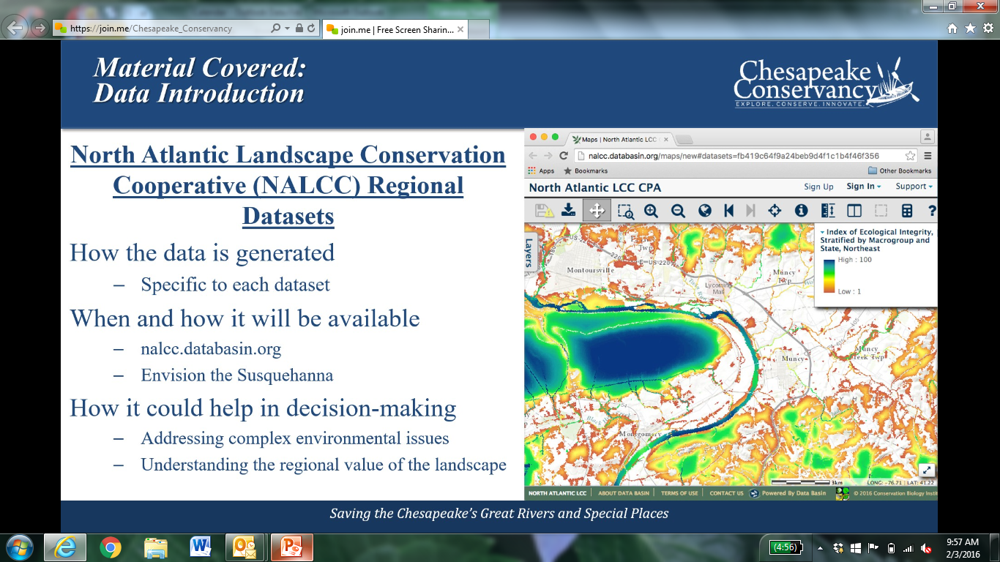 https://join.me/Chesapeake_Conservancy
join.me | Free Screen Sharin...
Material Covered:
Data Introduction
Chesapeake
Conservancy
EXPLORE. CONSERVE. INNOVATE.
North Atlantic Landscape Conservation
Cooperative (NALCC) Regional
Datasets
How the data is generated
– Specific to each dataset
When and how it will be available
– nalcc.databasin.org
– Envision the Susquehanna
How it could help in decision-making
– Addressing complex environmental issues
– Understanding the regional value of the landscape
Maps | North Atlantic LCC
nalcc.databasin.org/maps/new#datasets=fb419c64f9a24beb9d4f1c1b4f46f356
Apps
Bookmarks
Other Bookmarks
North Atlantic LCC CPA
Sign Up
Sign In
Support
Layers
Index of Ecological Integrity,
Stratified by Macrogroup and
State, Northeast
High : 100
Low : 1
US-220
Twp
E-US-220
Montoursville
Lycoming
Mall
Muncy
Twp
Muncy
Muncy
Creek Twp
Montgomery
3km
LONG: -76.71 | LAT: 41.22
NORTH ATLANTIC LCC | ABOUT DATA BASIN | TERMS OF USE | CONTACT US
Powered By Data Basin
© 2016 Conservation Biology Insti
Saving the Chesapeake’s Great Rivers and Special Places
(4:56)
9:57 AM
2/3/2016